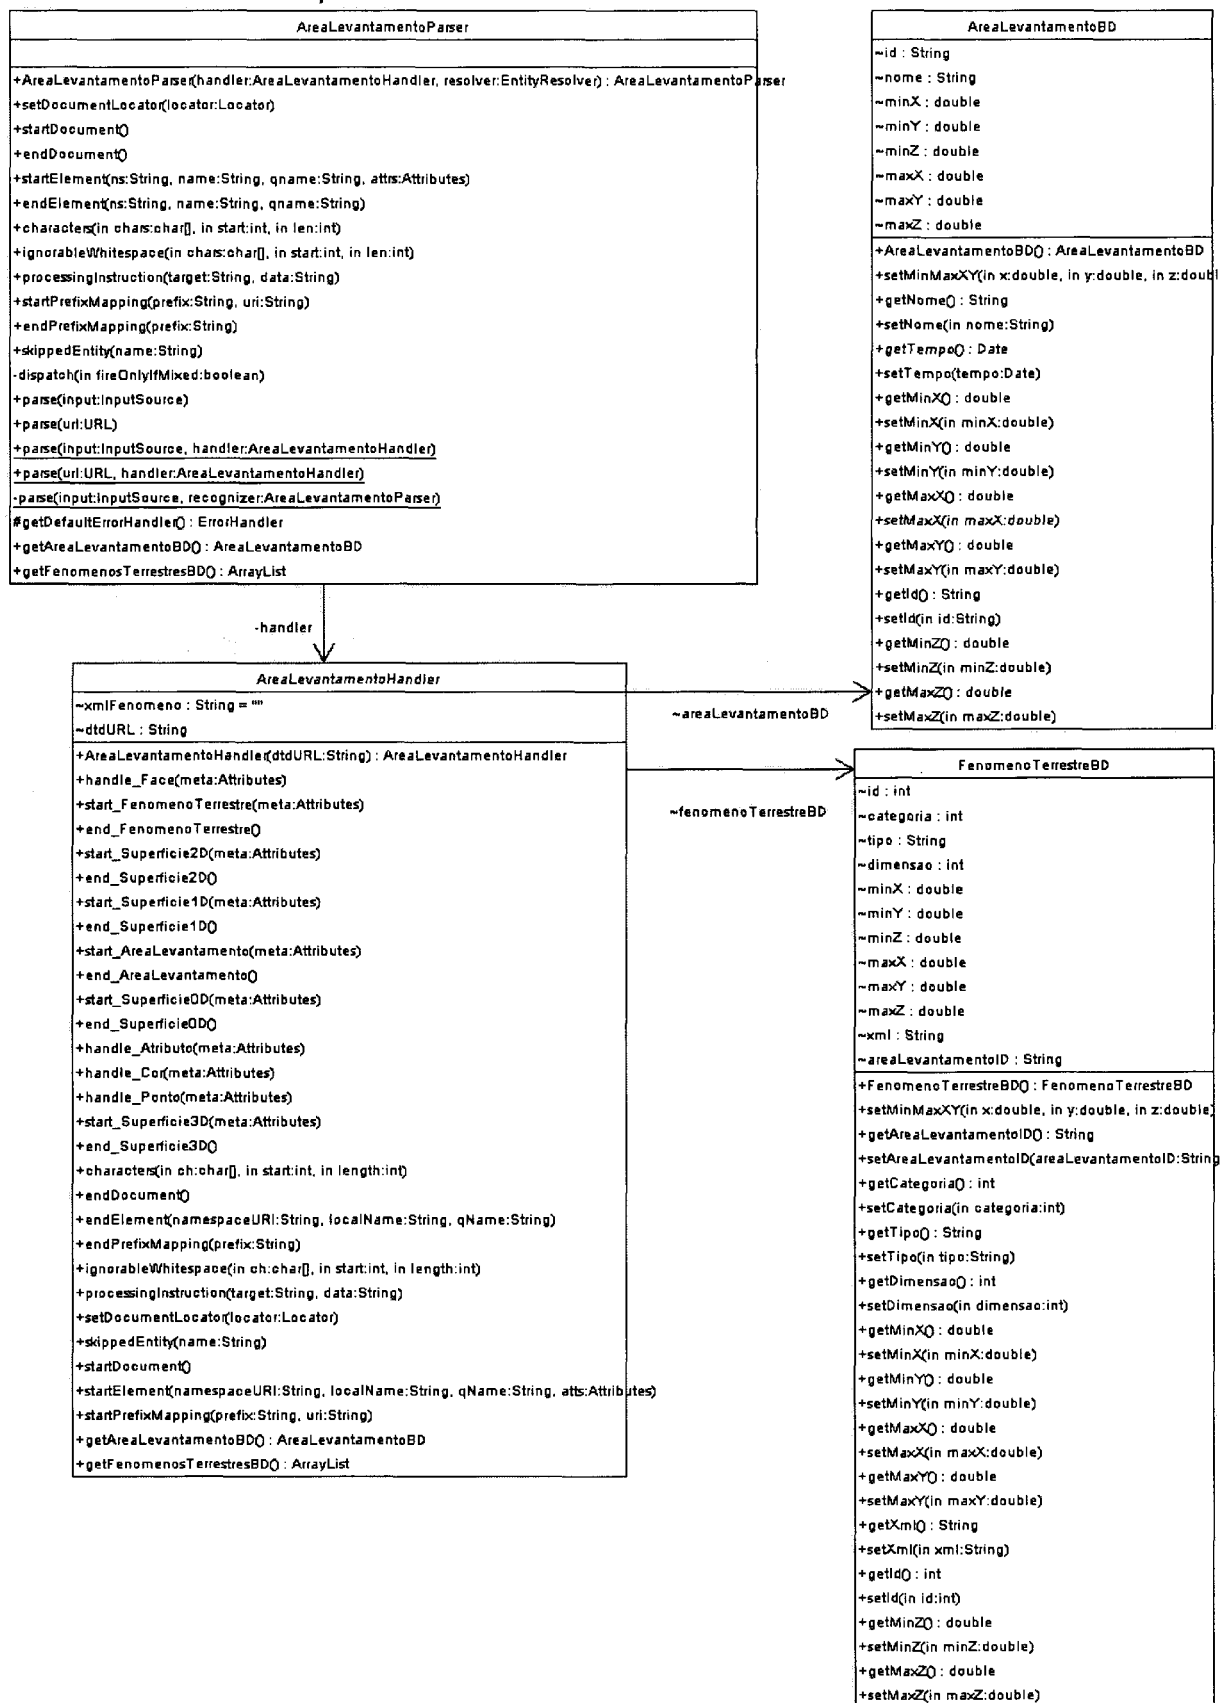 AreaLevantamentoParser
+AreaLevantamentoParser(handler:AreaLevantamentoHandler, resolver:EntityResolver) : AreaLevantamentoParser
+setDocumentLocator(locator:Locator)
+startDocument()
+endDocument()
+startElement(ns:String, name:String, qname:String, attrs:Attributes)
+endElement(ns:String, name:String, qname:String)
+characters(in chars:char[], in start:int, in len:int)
+ignorableWhitespace(in chars:char[], in start:int, in len:int)
+processingInstruction(target:String, data:String)
+startPrefixMapping(prefix:String, uri:String)
+endPrefixMapping(prefix:String)
+skippedEntity(name:String)
-dispatch(in fireOnlyIfMixed:boolean)
+parse(input:InputSource)
+parse(url:URL)
+parse(input:InputSource, handler:AreaLevantamentoHandler)
+parse(url:URL, handler:AreaLevantamentoHandler)
-parse(input:InputSource, recognizer:AreaLevantamentoParser)
#getDefaultErrorHandler() : ErrorHandler
+getAreaLevantamentoBD() : AreaLevantamentoBD
+getFenomenosTerrestresBD() : ArrayList
-handler
AreaLevantamentoHandler
~xmlFenomeno : String = ""
~dtdURL : String
+AreaLevantamentoHandler(dtdURL:String) : AreaLevantamentoHandler
+handle_Face(meta:Attributes)
+start_FenomenoTerrestre(meta:Attributes)
+end_FenomenoTerrestre()
+start_Superficie2D(meta:Attributes)
+end_Superficie2D()
+start_Superficie1D(meta:Attributes)
+end_Superficie1D()
+start_AreaLevantamento(meta:Attributes)
+end_AreaLevantamento()
+start_Superficie0D(meta:Attributes)
+end_Superficie0D()
+handle_Atributo(meta:Attributes)
+handle_Cor(meta:Attributes)
+handle_Ponto(meta:Attributes)
+start_Superficie3D(meta:Attributes)
+end_Superficie3D()
+characters(in ch:char[], in start:int, in length:int)
+endDocument()
+endElement(namespaceURI:String, localName:String, qName:String)
+endPrefixMapping(prefix:String)
+ignorableWhitespace(in ch:char[], in start:int, in length:int)
+processingInstruction(target:String, data:String)
+setDocumentLocator(locator:Locator)
+skippedEntity(name:String)
+startDocument()
+startElement(namespaceURI:String, localName:String, qName:String, atts:Attributes)
+startPrefixMapping(prefix:String, uri:String)
+getAreaLevantamentoBD() : AreaLevantamentoBD
+getFenomenosTerrestresBD() : ArrayList
~areaLevantamentoBD
~fenomenoTerrestreBD
AreaLevantamentoBD
~id : String
~nome : String
~minX : double
~minY : double
~minZ : double
~maxX : double
~maxY : double
~maxZ : double
+AreaLevantamentoBD() : AreaLevantamentoBD
+setMinMaxXY(in x:double, in y:double, in z:doubl
+getNome() : String
+setNome(in nome:String)
+getTempo() : Date
+setTempo(tempo:Date)
+getMinX() : double
+setMinX(in minX:double)
+getMinY() : double
+setMinY(in minY:double)
+getMaxX() : double
+setMaxX(in maxX:double)
+getMaxY() : double
+setMaxY(in maxY:double)
+getId() : String
+setId(in id:String)
+getMinZ() : double
+setMinZ(in minZ:double)
+getMaxZ() : double
+setMaxZ(in maxZ:double)
FenomenoTerrestreBD
~id : int
~categoria : int
~tipo : String
~dimensao : int
~minX : double
~minY : double
~minZ : double
~maxX : double
~maxY : double
~maxZ : double
~xml : String
~areaLevantamentoID : String
+FenomenoTerrestreBD() : FenomenoTerrestreBD
+setMinMaxXY(in x:double, in y:double, in z:double)
+getAreaLevantamentoID() : String
+setAreaLevantamentoID(areaLevantamentoID:String
+getCategoria() : int
+setCategoria(in categoria:int)
+getTipo() : String
+setTipo(in tipo:String)
+getDimensao() : int
+setDimensao(in dimensao:int)
+getMinX() : double
+setMinX(in minX:double)
+getMinY() : double
+setMinY(in minY:double)
+getMaxX() : double
+setMaxX(in maxX:double)
+getMaxY() : double
+setMaxY(in maxY:double)
+getXml() : String
+setXml(in xml:String)
+getId() : int
+setId(in id:int)
+getMinZ() : double
+setMinZ(in minZ:double)
+getMaxZ() : double
+setMaxZ(in maxZ:double)